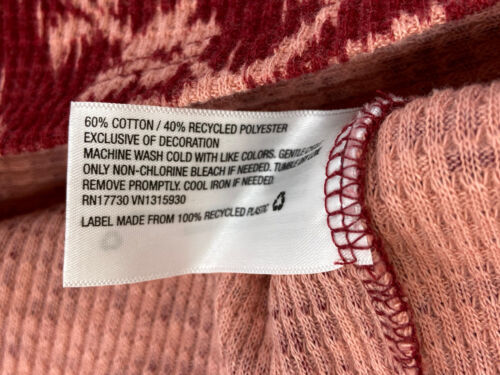 60% COTTON / 40% RECYCLED POLYESTER
EXCLUSIVE OF DECORATION
MACHINE WASH COLD WITH LIKE COLORS. GENTLE CYCLE.
ONLY NON-CHLORINE BLEACH IF NEEDED. TUMBLE DRY LOW.
REMOVE PROMPTLY. COOL IRON IF NEEDED.
RN17730 VN1315930
LABEL MADE FROM 100% RECYCLED PLASTIC